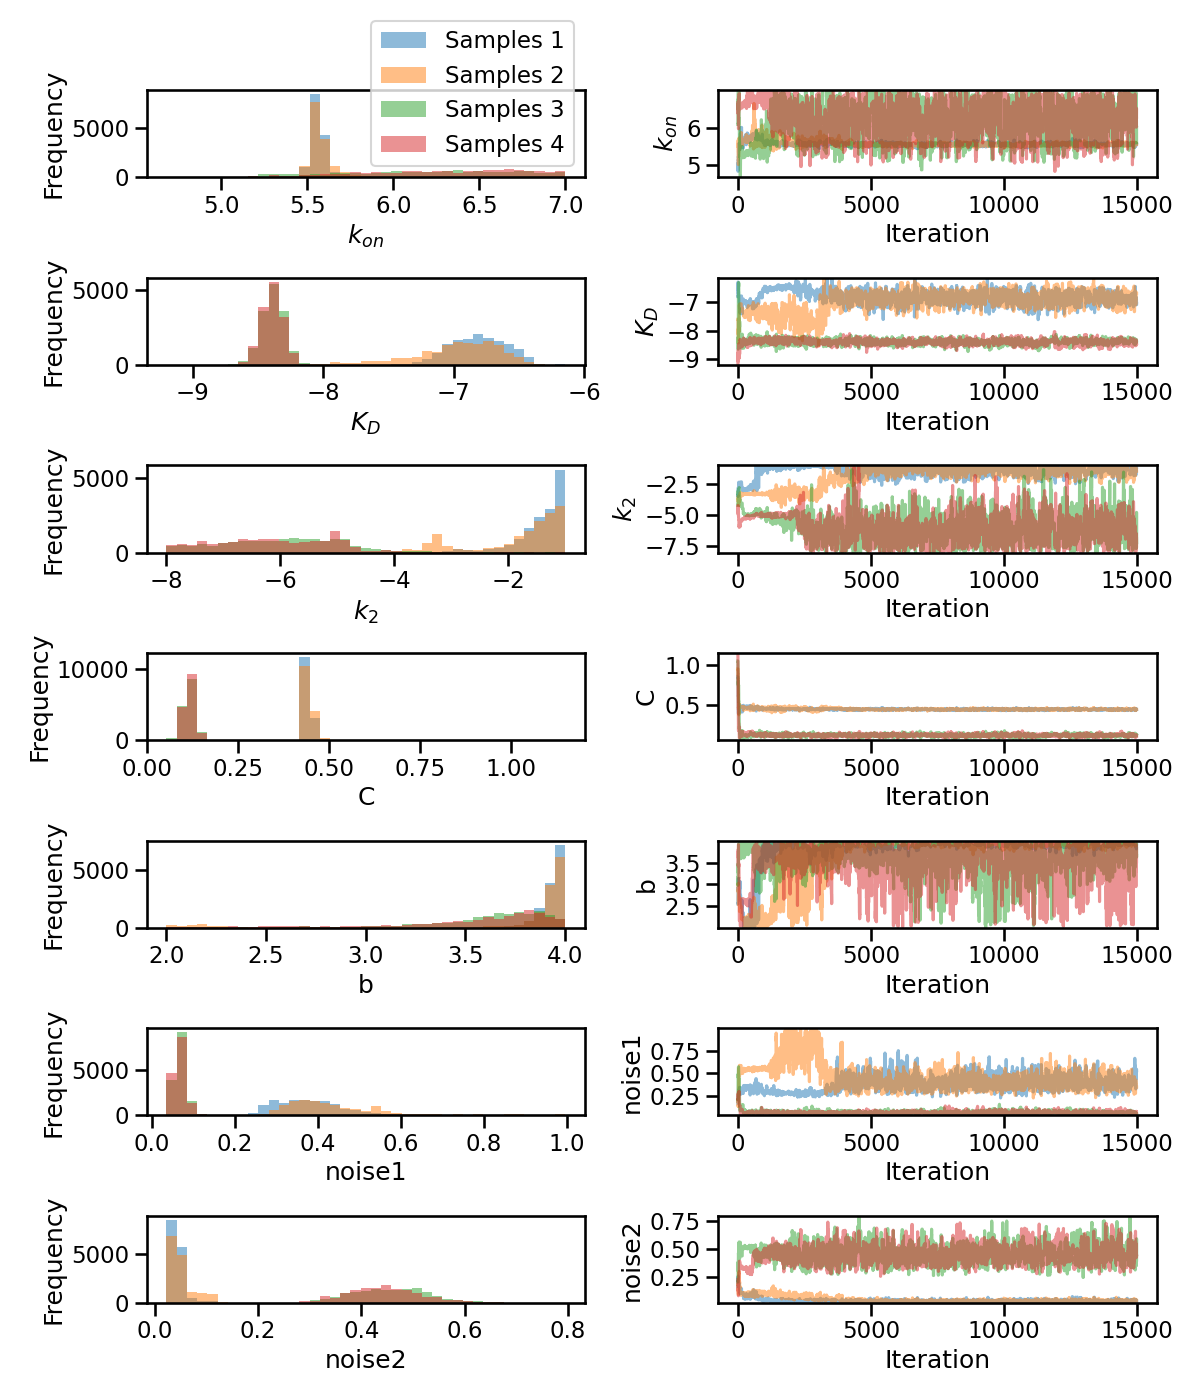 Samples 1
Samples 2
Samples 3
Samples 4
Frequency
5000
0
5.0 5.5 6.0 6.5 7.0
k_on
k_on
6
5
0 5000 10000 15000
Iteration
Frequency
5000
0
−9 −8 −7 −6
K_D
K_D
−7
−8
−9
0 5000 10000 15000
Iteration
Frequency
5000
0
−8 −6 −4 −2
k_2
k_2
−2.5
−5.0
−7.5
0 5000 10000 15000
Iteration
Frequency
10000
0
0.00 0.25 0.50 0.75 1.00
C
C
1.0
0.5
0 5000 10000 15000
Iteration
Frequency
5000
0
2.0 2.5 3.0 3.5 4.0
b
b
3.5
3.0
2.5
0 5000 10000 15000
Iteration
Frequency
5000
0
0.0 0.2 0.4 0.6 0.8 1.0
noise1
noise1
0.75
0.50
0.25
0 5000 10000 15000
Iteration
Frequency
5000
0
0.0 0.2 0.4 0.6 0.8
noise2
noise2
0.75
0.50
0.25
0 5000 10000 15000
Iteration